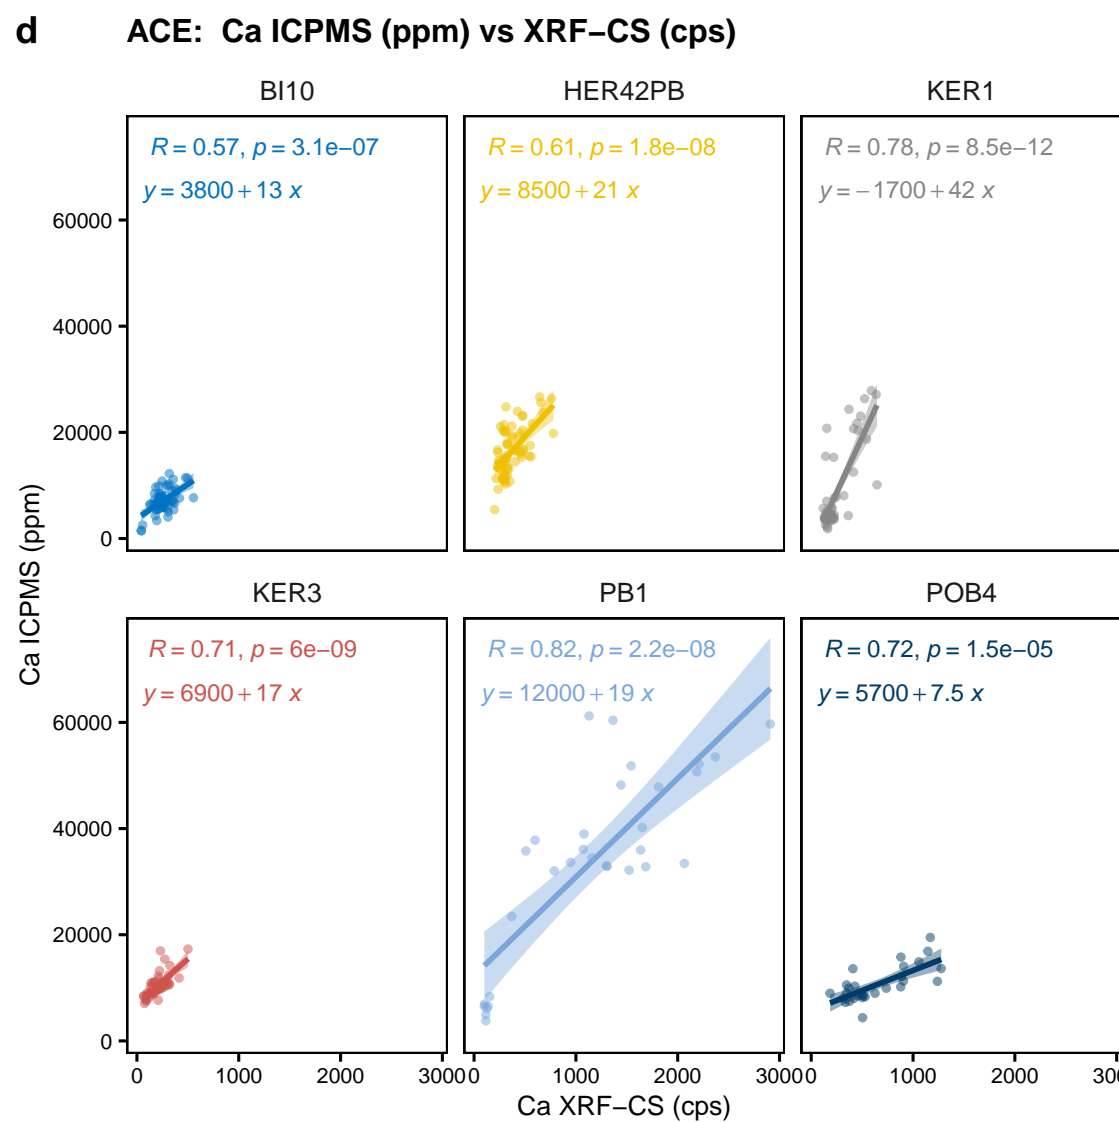 d ACE: Ca ICPMS (ppm) vs XRF−CS (cps)
BI10 HER42PB KER1
R = 0.57, p = 3.1e−07 R = 0.61, p = 1.8e−08 R = 0.78, p = 8.5e−12
y = 3800 + 13 x y = 8500 + 21 x y = −1700 + 42 x
60000
40000
20000
0
Ca ICPMS (ppm)
KER3 PB1 POB4
R = 0.71, p = 6e−09 R = 0.82, p = 2.2e−08 R = 0.72, p = 1.5e−05
y = 6900 + 17 x y = 12000 + 19 x y = 5700 + 7.5 x
60000
40000
20000
0
0 1000 2000 3000 0 1000 2000 3000 0 1000 2000 300
Ca XRF−CS (cps)